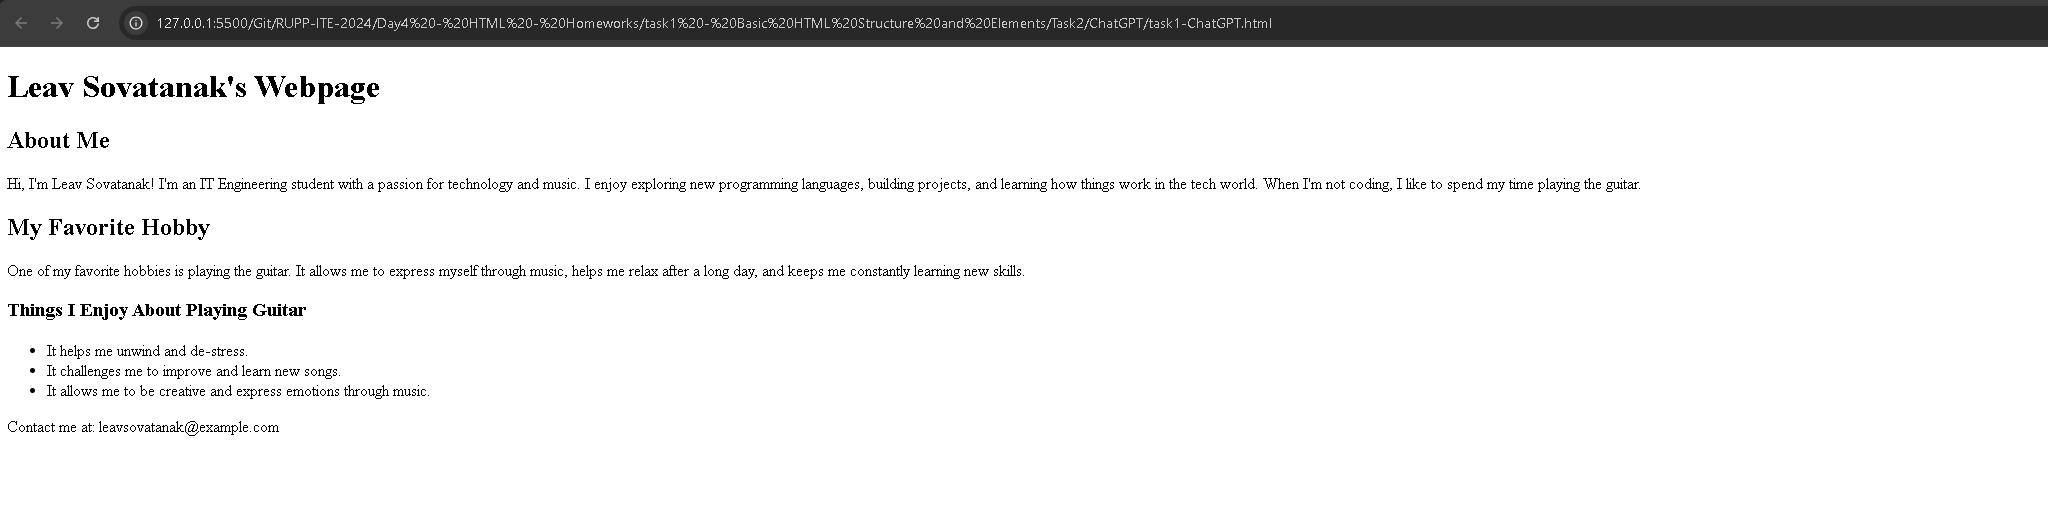 127.0.0.1:5500/Git/RUPP-ITE-2024/Day4%20-%20HTML%20-%20Homeworks/task1%20-%20Basic%20HTML%20Structure%20and%20Elements/Task2/ChatGPT/task1-ChatGPT.html
Leav Sovatanak's Webpage
About Me
Hi, I'm Leav Sovatanak! I'm an IT Engineering student with a passion for technology and music. I enjoy exploring new programming languages, building projects, and learning how things work in the tech world. When I'm not coding, I like to spend my time playing the guitar.
My Favorite Hobby
One of my favorite hobbies is playing the guitar. It allows me to express myself through music, helps me relax after a long day, and keeps me constantly learning new skills.
Things I Enjoy About Playing Guitar
• It helps me unwind and de-stress.
• It challenges me to improve and learn new songs.
• It allows me to be creative and express emotions through music.
Contact me at: leavsovatanak@example.com